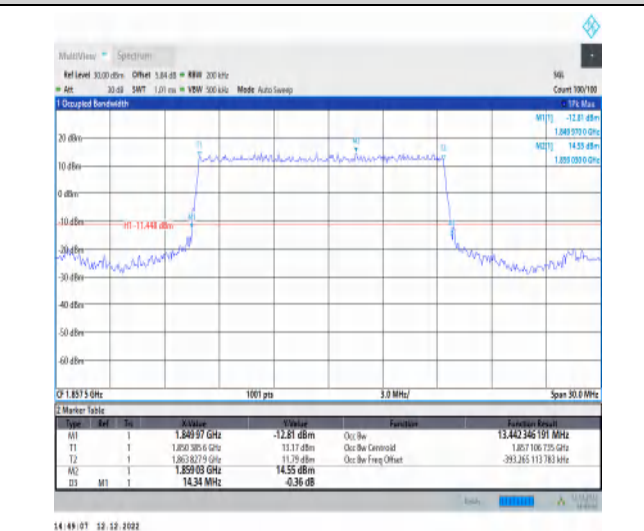 MultiView Spectrum
Ref Level 30.00 dBm Offset 5.84 dB RBW 200 kHz SGL
Att 30 dB SWT 1.01 ms VBW 500 kHz Mode Auto Sweep Count 100/100
1 Occupied Bandwidth 1Pk Max
M1[1] -12.81 dBm
1.849 970 0 GHz
M2[1] 14.55 dBm
1.859 030 0 GHz
20 dBm
T1
M2
T2
10 dBm
0 dBm
M1
-10 dBm
H1 -11.448 dBm
-20 dBm
-30 dBm
-40 dBm
-50 dBm
-60 dBm
CF 1.8575 GHz 1001 pts 3.0 MHz/ Span 30.0 MHz
2 Marker Table
Type Ref Trc X-Value Y-Value Function Function Result
M1 1 1.849 97 GHz -12.81 dBm Occ Bw 13.442 346 191 MHz
T1 1 1.850 385 6 GHz 13.17 dBm Occ Bw Centroid 1.857 106 735 GHz
T2 1 1.863 827 9 GHz 11.79 dBm Occ Bw Freq Offset -393.265 113 783 kHz
M2 1 1.859 03 GHz 14.55 dBm
D3 M1 1 14.34 MHz -0.36 dB
14:49:07 12.12.2022